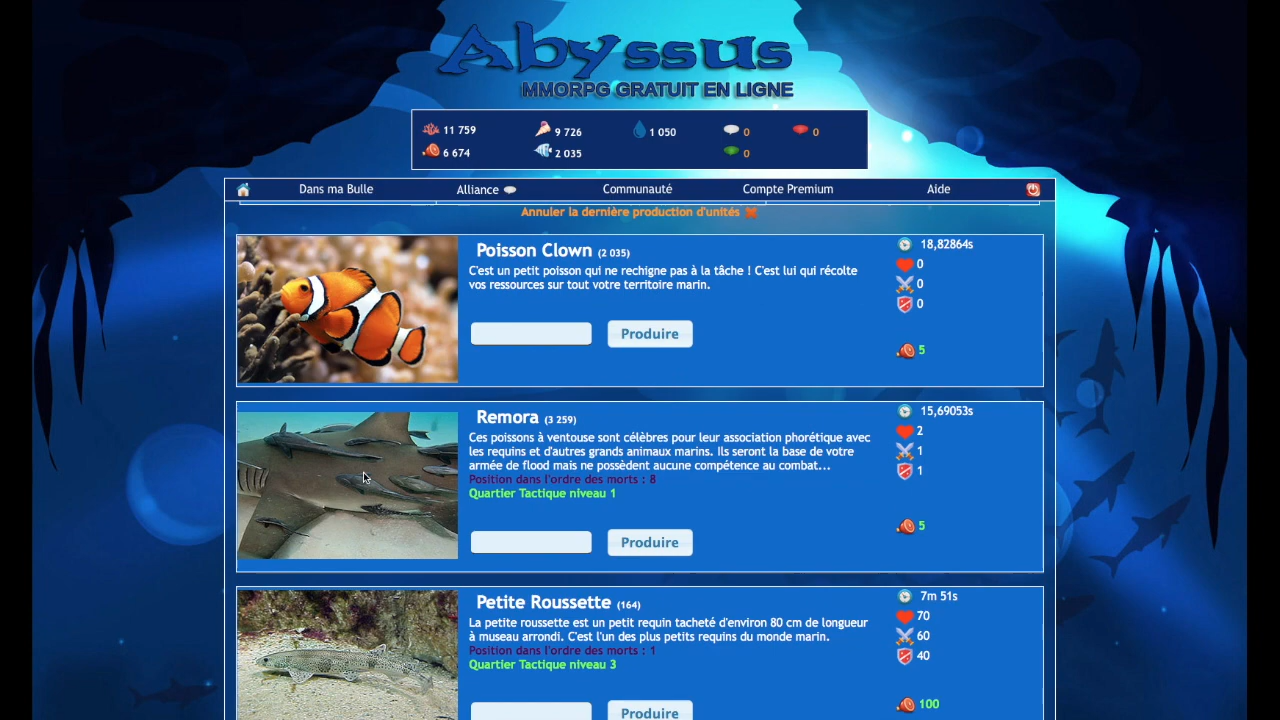 Abyssus
MMORPG GRATUIT EN LIGNE
11 759 9 726 1 050 0 0
6 674 2 035 0
Dans ma Bulle Alliance Communauté Compte Premium Aide
Annuler la dernière production d'unités
Poisson Clown (2 035)
C'est un petit poisson qui ne rechigne pas à la tâche ! C'est lui qui récolte
vos ressources sur tout votre territoire marin.
Produire
18,82864s
0
0
0
5
Remora (3 259)
Ces poissons à ventouse sont célèbres pour leur association phorétique avec
les requins et d'autres grands animaux marins. Ils seront la base de votre
armée de flood mais ne possèdent aucune compétence au combat...
Position dans l'ordre des morts : 8
Quartier Tactique niveau 1
Produire
15,69053s
2
1
1
5
Petite Roussette (164)
La petite roussette est un petit requin tacheté d'environ 80 cm de longueur
à museau arrondi. C'est l'un des plus petits requins du monde marin.
Position dans l'ordre des morts : 1
Quartier Tactique niveau 3
Produire
7m 51s
70
60
40
100